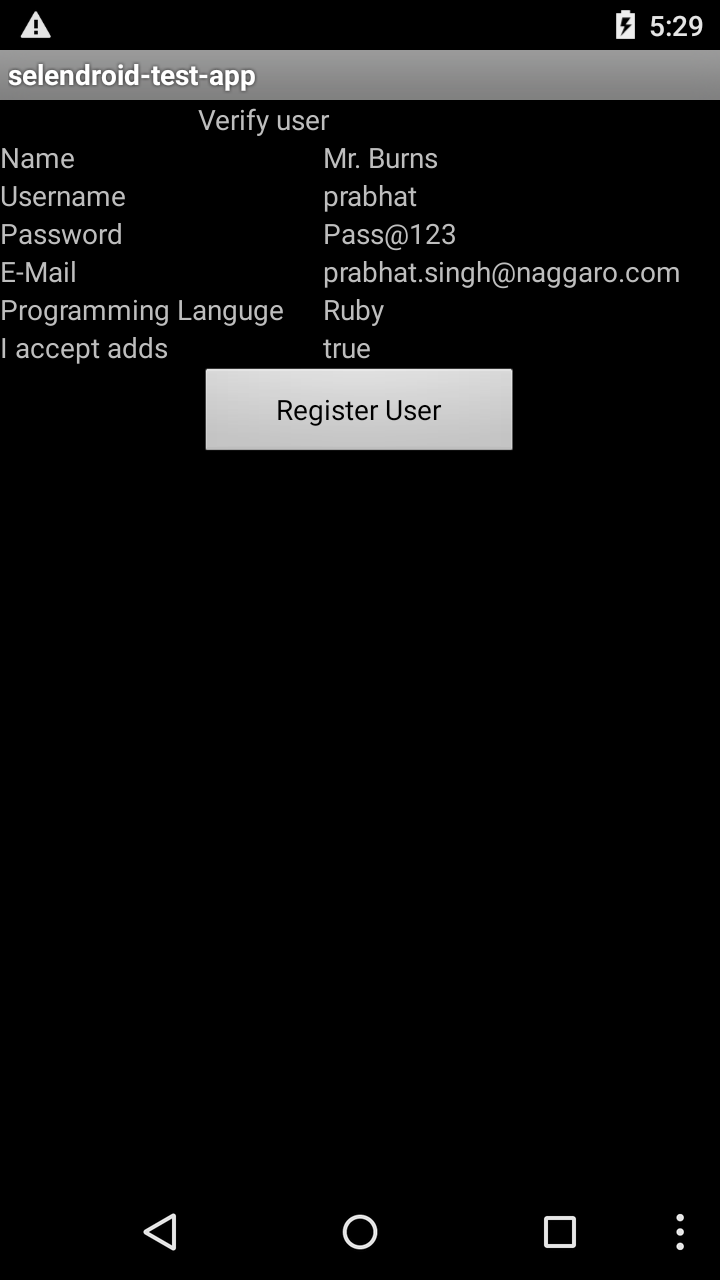 5:29
selendroid-test-app
Verify user
Name Mr. Burns
Username prabhat
Password Pass@123
E-Mail prabhat.singh@naggaro.com
Programming Languge Ruby
I accept adds true
Register User